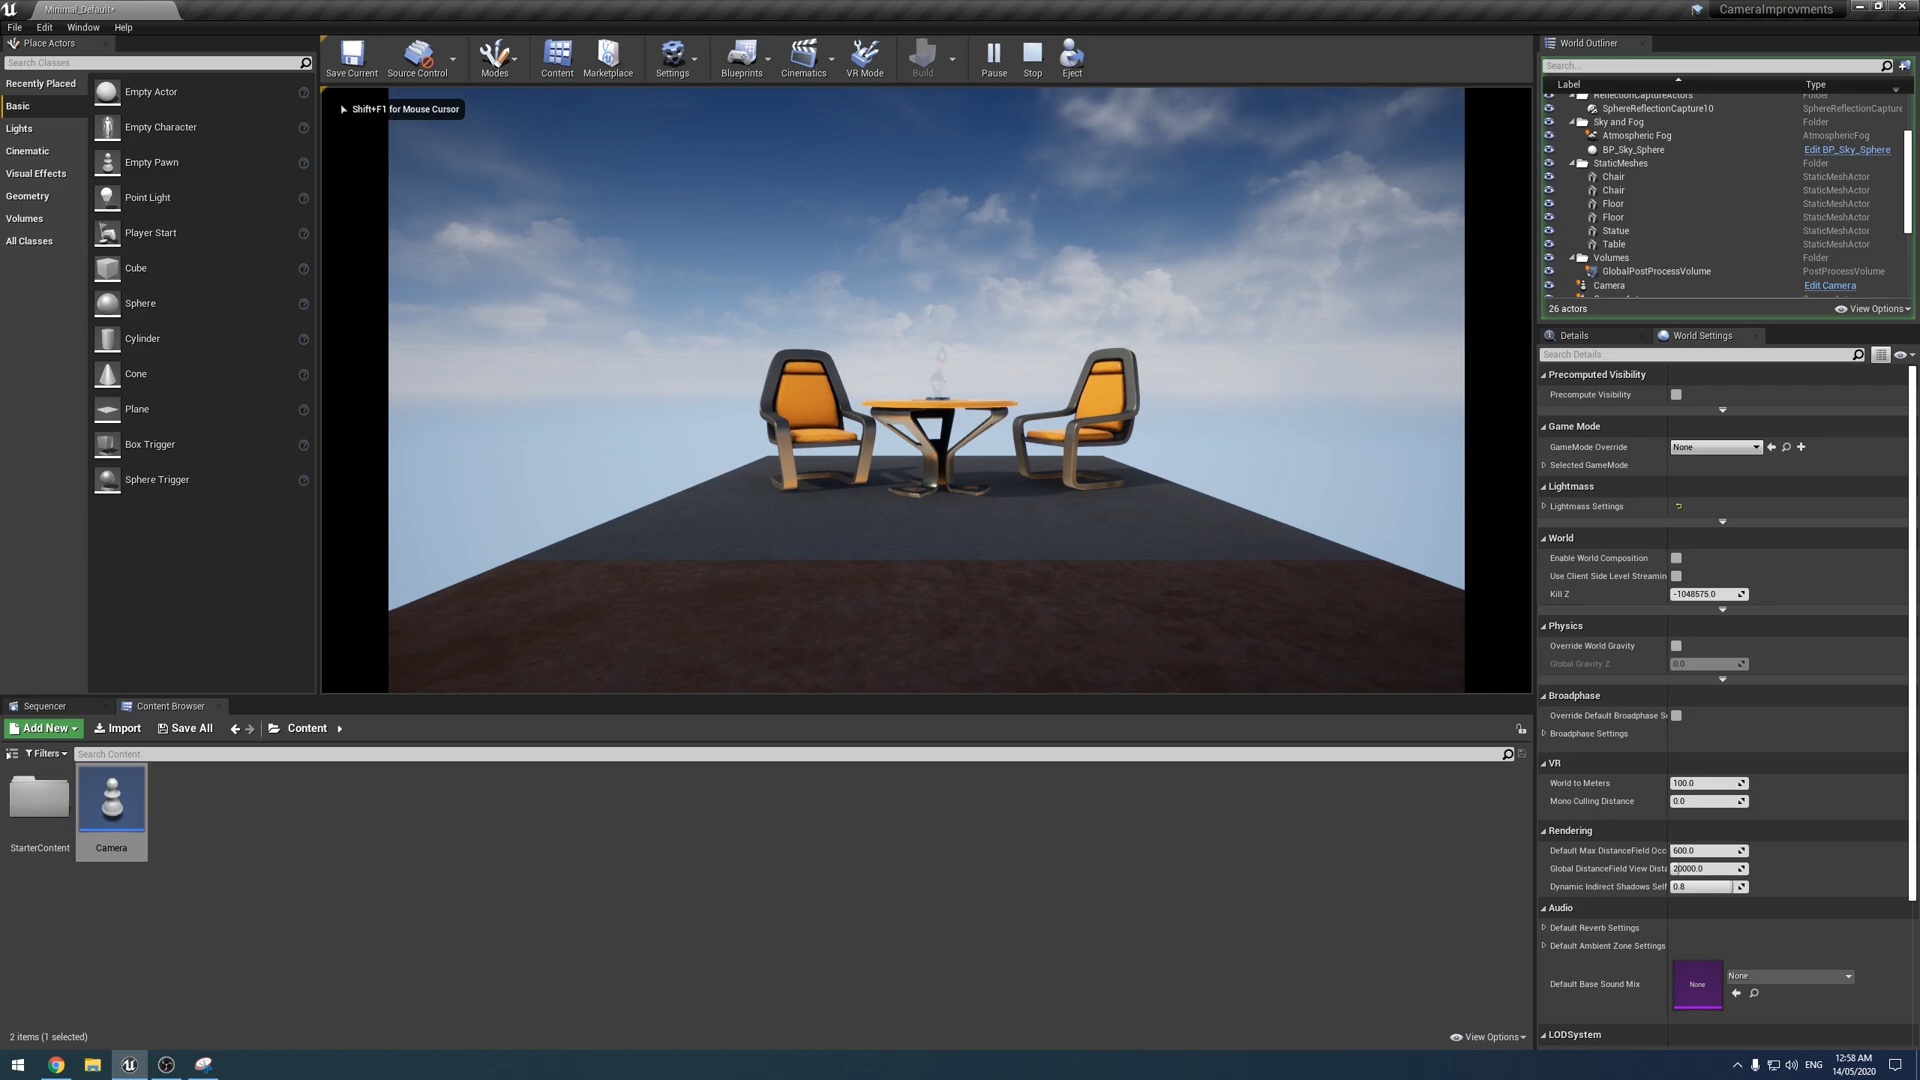 Minimal_Default*
CameraImprovments
File Edit Window Help
Place Actors
Search Classes
Recently Placed
Basic
Lights
Cinematic
Visual Effects
Geometry
Volumes
All Classes
Empty Actor
Empty Character
Empty Pawn
Point Light
Player Start
Cube
Sphere
Cylinder
Cone
Plane
Box Trigger
Sphere Trigger
Save Current
Source Control
Modes
Content
Marketplace
Settings
Blueprints
Cinematics
VR Mode
Build
Pause
Stop
Eject
Shift+F1 for Mouse Cursor
World Outliner
Search...
Label Type
ReflectionCaptureActors Folder
SphereReflectionCapture10 SphereReflectionCapture
Sky and Fog Folder
Atmospheric Fog AtmosphericFog
BP_Sky_Sphere Edit BP_Sky_Sphere
StaticMeshes Folder
Chair StaticMeshActor
Chair StaticMeshActor
Floor StaticMeshActor
Floor StaticMeshActor
Statue StaticMeshActor
Table StaticMeshActor
Volumes Folder
GlobalPostProcessVolume PostProcessVolume
Camera Edit Camera
26 actors View Options
Details World Settings
Search Details
Precomputed Visibility
Precompute Visibility
Game Mode
GameMode Override None
Selected GameMode
Lightmass
Lightmass Settings
World
Enable World Composition
Use Client Side Level Streamin
Kill Z -1048575.0
Physics
Override World Gravity
Global Gravity Z 0.0
Broadphase
Override Default Broadphase S
Broadphase Settings
VR
World to Meters 100.0
Mono Culling Distance 0.0
Rendering
Default Max DistanceField Occ 600.0
Global DistanceField View Dista 20000.0
Dynamic Indirect Shadows Self 0.8
Audio
Default Reverb Settings
Default Ambient Zone Settings
Default Base Sound Mix None None
LODSystem
Sequencer Content Browser
Add New Import Save All Content
Filters Search Content
StarterContent
Camera
2 items (1 selected) View Options
ENG
12:58 AM
14/05/2020